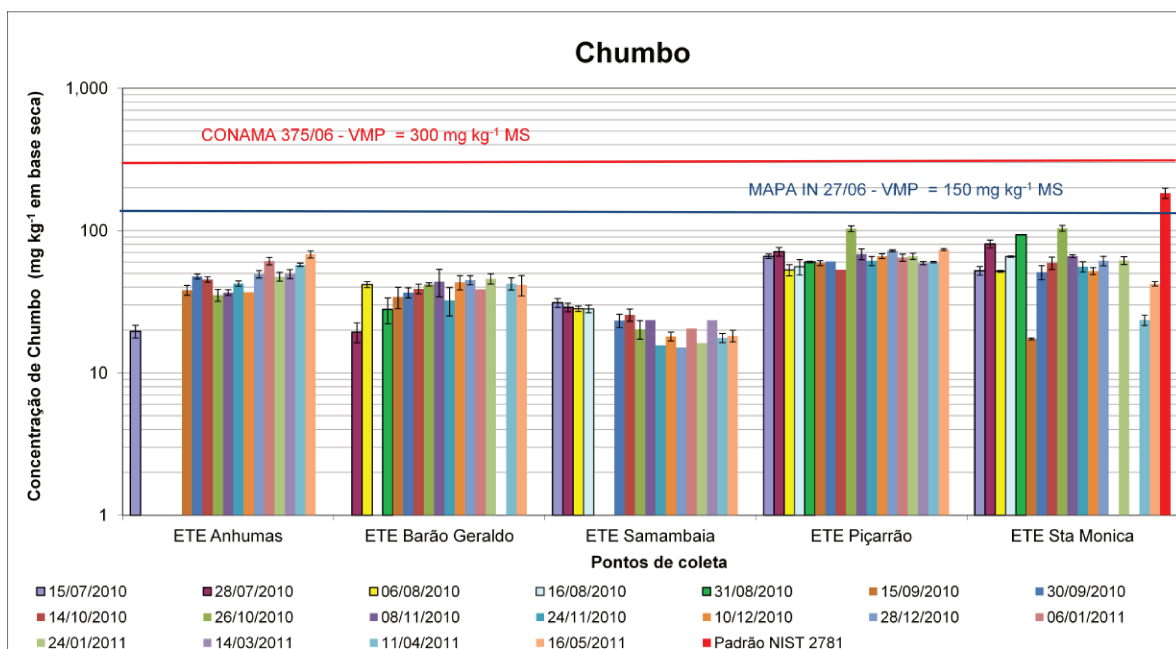 Chumbo
Concentração de Chumbo (mg kg⁻¹ em base seca)
1,000
100
10
1
CONAMA 375/06 - VMP = 300 mg kg⁻¹ MS
MAPA IN 27/06 - VMP = 150 mg kg⁻¹ MS
ETE Anhumas ETE Barão Geraldo ETE Samambaia ETE Piçarrão ETE Sta Monica
Pontos de coleta
15/07/2010 28/07/2010 06/08/2010 16/08/2010 31/08/2010 15/09/2010 30/09/2010
14/10/2010 26/10/2010 08/11/2010 24/11/2010 10/12/2010 28/12/2010 06/01/2011
24/01/2011 14/03/2011 11/04/2011 16/05/2011 Padrão NIST 2781